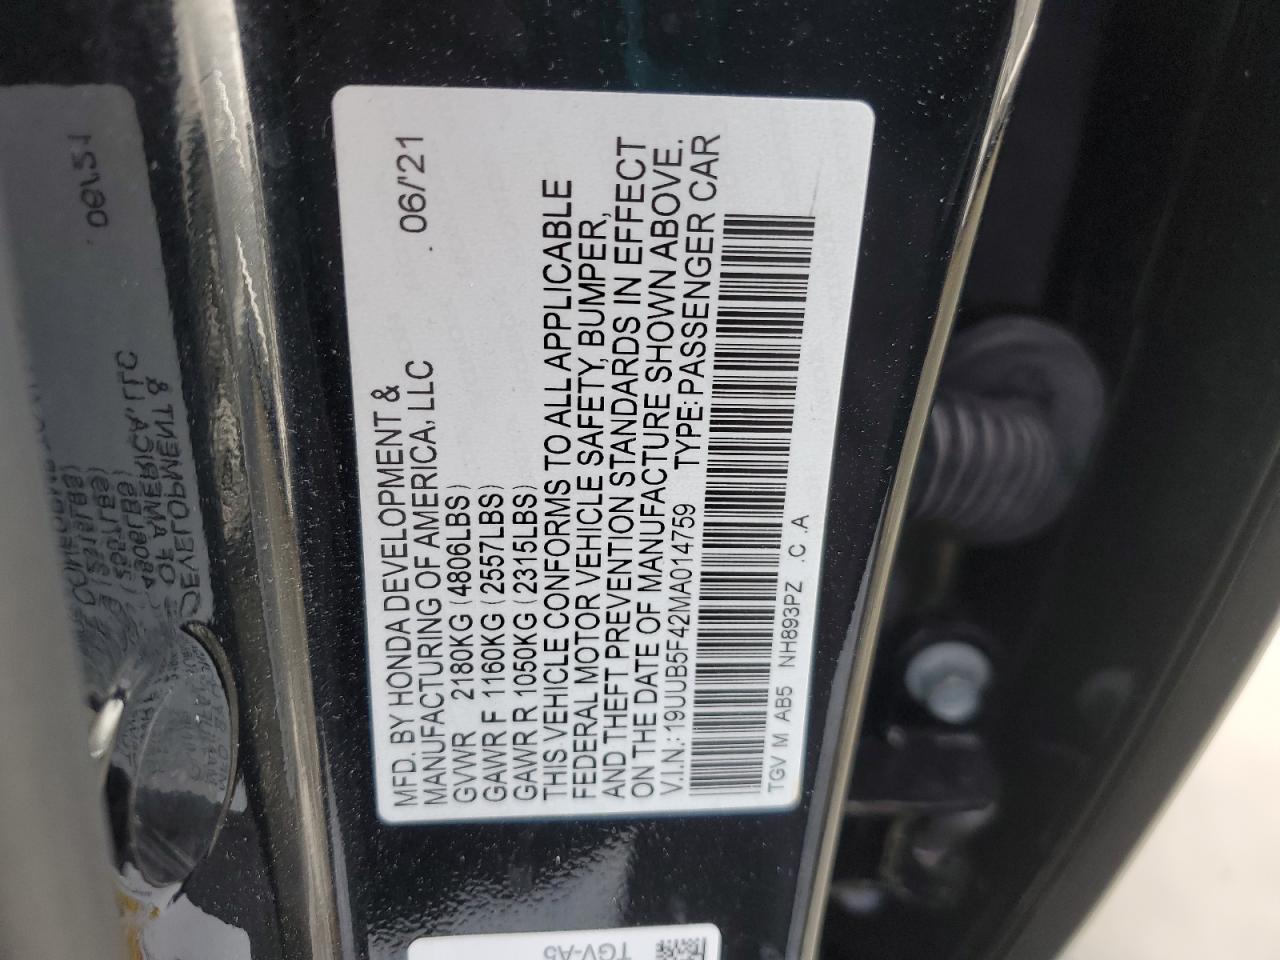 MFD. BY HONDA DEVELOPMENT & 
MANUFACTURING OF AMERICA, LLC . 06/'21
GVWR 2180KG (4806LBS)
GAWR F 1160KG (2557LBS)
GAWR R 1050KG (2315LBS)
THIS VEHICLE CONFORMS TO ALL APPLICABLE
FEDERAL MOTOR VEHICLE SAFETY, BUMPER,
AND THEFT PREVENTION STANDARDS IN EFFECT
ON THE DATE OF MANUFACTURE SHOWN ABOVE.
V.I.N.: 19UUB5F42MA014759 TYPE: PASSENGER CAR
TGV M AB5 NH893PZ .C .A
TGV-A5